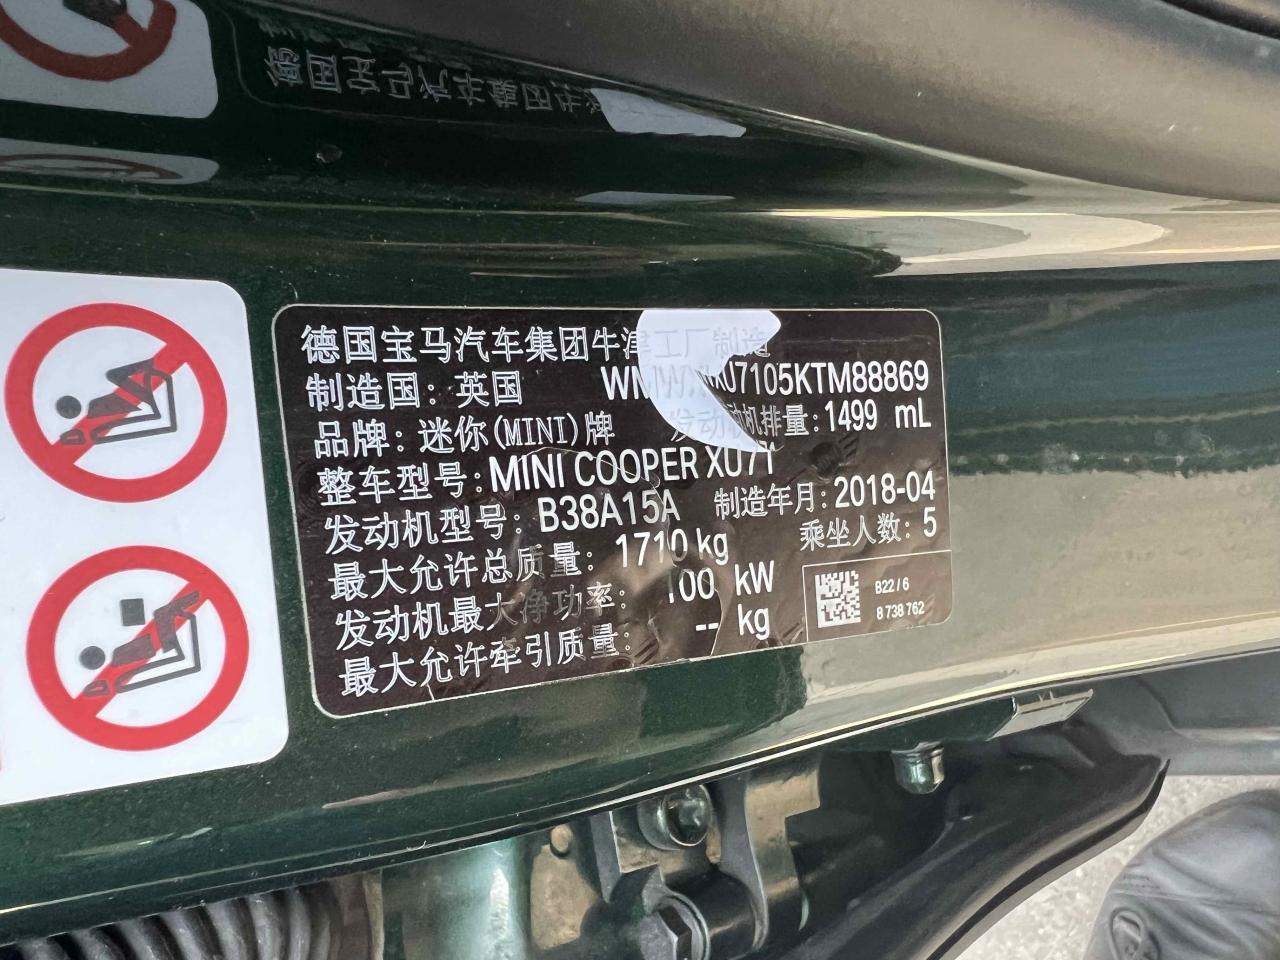 德国宝马汽车集团牛津工厂制造
制造国: 英国 XU7105KTM88869
品牌: 迷你(MINI)牌 发动机排量: 1499 mL
整车型号: MINI COOPER XU71
发动机型号: B38A15A 制造年月: 2018-04
最大允许总质量: 1710 kg 乘坐人数: 5
发动机最大净功率: 100 kW
最大允许牵引质量: -- kg
B22/6
8 738 762